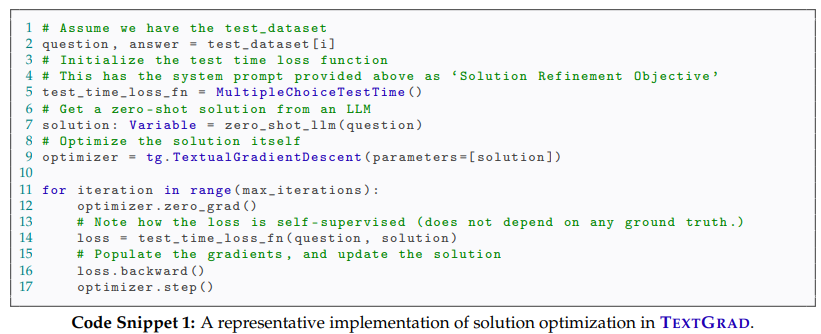 1 # Assume we have the test_dataset
2 question, answer = test_dataset[i]
3 # Initialize the test time loss function
4 # This has the system prompt provided above as ‘Solution Refinement Objective’
5 test_time_loss_fn = MultipleChoiceTestTime()
6 # Get a zero-shot solution from an LLM
7 solution: Variable = zero_shot_llm(question)
8 # Optimize the solution itself
9 optimizer = tg.TextualGradientDescent(parameters=[solution])
10
11 for iteration in range(max_iterations):
12     optimizer.zero_grad()
13     # Note how the loss is self-supervised (does not depend on any ground truth.)
14     loss = test_time_loss_fn(question, solution)
15     # Populate the gradients, and update the solution
16     loss.backward()
17     optimizer.step()
Code Snippet 1: A representative implementation of solution optimization in TEXTGRAD.